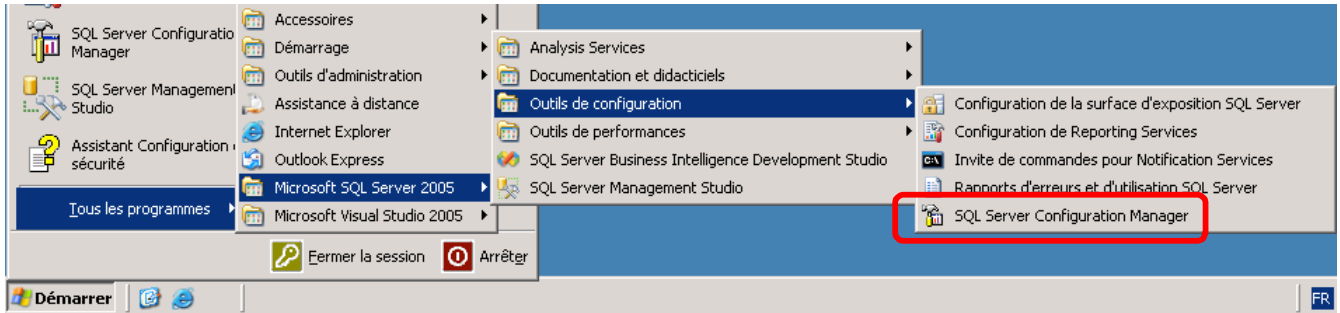 SQL Server Configuratio
Manager
SQL Server Management
Studio
Assistant Configuration
sécurité
Tous les programmes
Accessoires
Démarrage
Outils d'administration
Assistance à distance
Internet Explorer
Outlook Express
Microsoft SQL Server 2005
Microsoft Visual Studio 2005
Analysis Services
Documentation et didacticiels
Outils de configuration
Outils de performances
SQL Server Business Intelligence Development Studio
SQL Server Management Studio
Configuration de la surface d'exposition SQL Server
Configuration de Reporting Services
Invite de commandes pour Notification Services
Rapports d'erreurs et d'utilisation SQL Server
SQL Server Configuration Manager
Fermer la session
Arrêter
Démarrer
FR